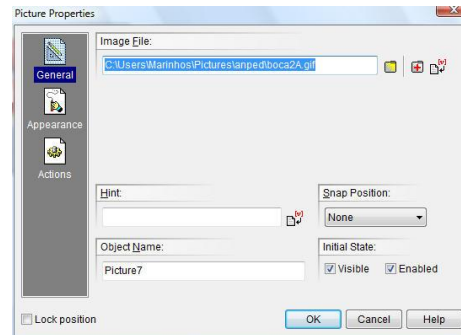 Picture Properties
General
Appearance
Actions
Image File:
C:\Users\Marinhos\Pictures\anped\boca2A.gif
Hint:
Snap Position:
None
Object Name:
Picture7
Initial State:
Visible
Enabled
Lock position
OK
Cancel
Help